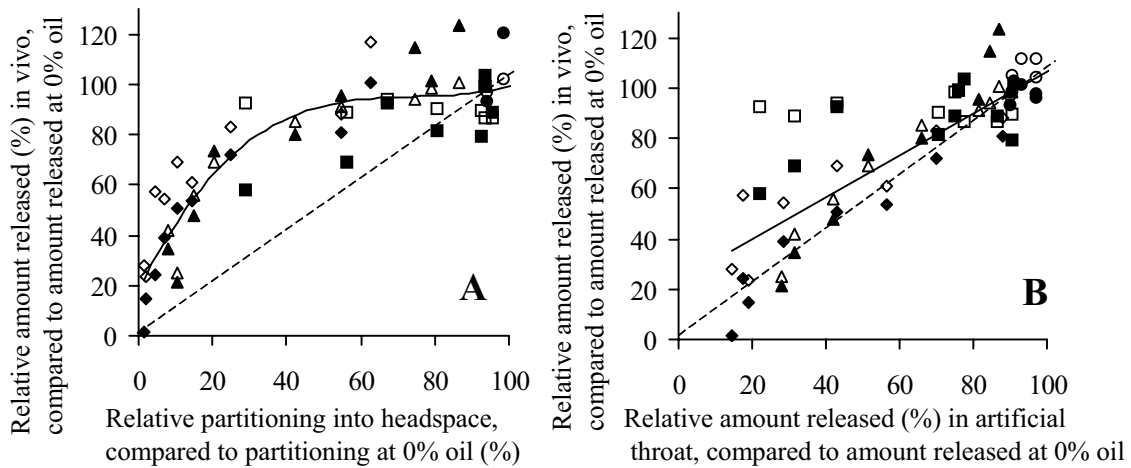 Relative amount released (%) in vivo,
compared to amount released at 0% oil
120
100
80
60
40
20
0
0 20 40 60 80 100
A
Relative partitioning into headspace,
compared to partitioning at 0% oil (%)
Relative amount released (%) in vivo,
compared to amount released at 0% oil
120
100
80
60
40
20
0
0 20 40 60 80 100
B
Relative amount released (%) in artificial
throat, compared to amount released at 0% oil